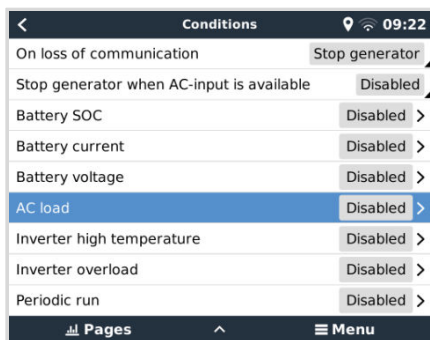 Conditions 09:22
On loss of communication Stop generator
Stop generator when AC-input is available Disabled
Battery SOC Disabled
Battery current Disabled
Battery voltage Disabled
AC load Disabled
Inverter high temperature Disabled
Inverter overload Disabled
Periodic run Disabled
Pages Menu